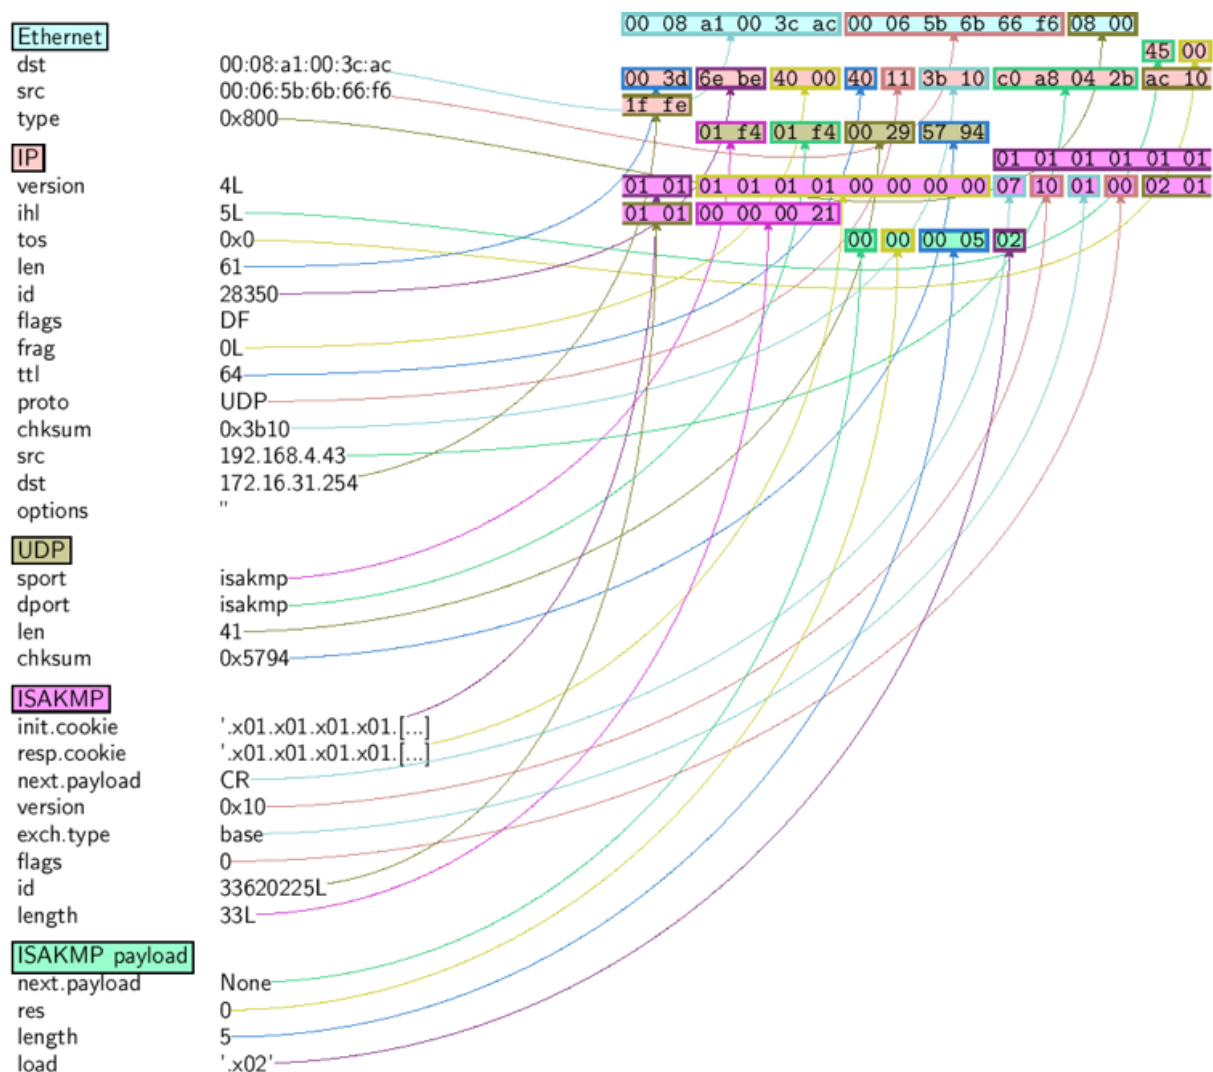 Ethernet
dst 00:08:a1:00:3c:ac
src 00:06:5b:6b:66:f6
type 0x800
IP
version 4L
ihl 5L
tos 0x0
len 61
id 28350
flags DF
frag 0L
ttl 64
proto UDP
chksum 0x3b10
src 192.168.4.43
dst 172.16.31.254
options ''
UDP
sport isakmp
dport isakmp
len 41
chksum 0x5794
ISAKMP
init.cookie '.x01.x01.x01.x01.[...]
resp.cookie '.x01.x01.x01.x01.[...]
next.payload CR
version 0x10
exch.type base
flags 0
id 33620225L
length 33L
ISAKMP payload
next.payload None
res 0
length 5
load '.x02'
00 08 a1 00 3c ac 00 06 5b 6b 66 f6 08 00
45 00
00 3d 6e be 40 00 40 11 3b 10 c0 a8 04 2b ac 10
1f fe
01 f4 01 f4 00 29 57 94
01 01 01 01 01 01
01 01 01 01 01 01 00 00 00 00 07 10 01 00 02 01
01 01 00 00 00 21
00 00 00 05 02